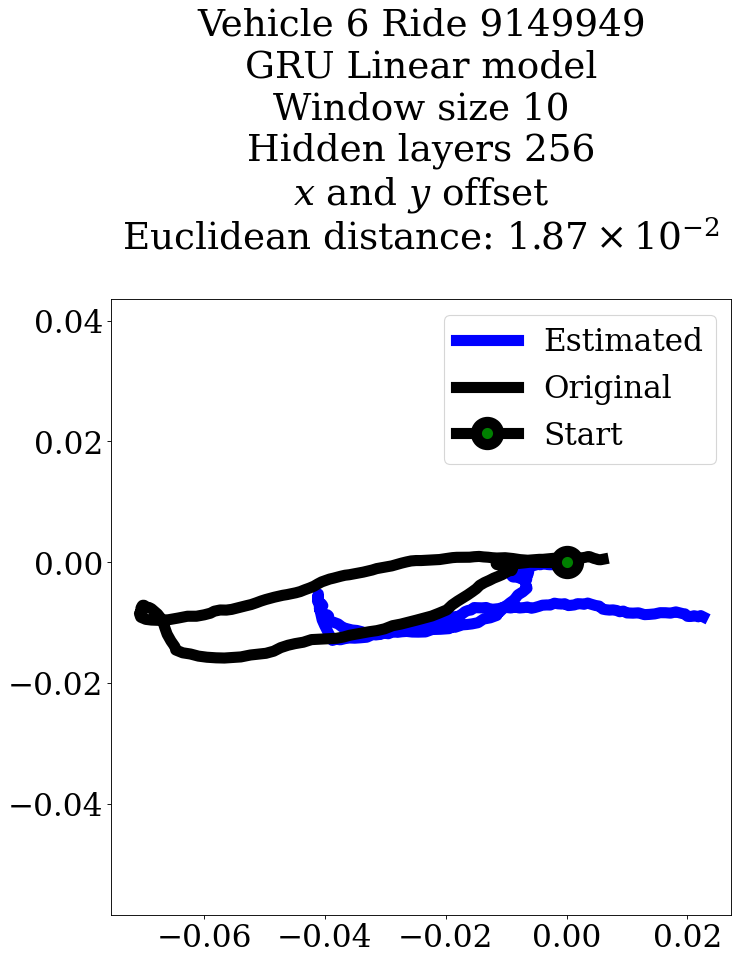 Vehicle 6 Ride 9149949
GRU Linear model
Window size 10
Hidden layers 256
x and y offset
Euclidean distance: 1.87 × 10⁻²
Estimated
Original
Start
0.04
0.02
0.00
−0.02
−0.04
−0.06 −0.04 −0.02 0.00 0.02